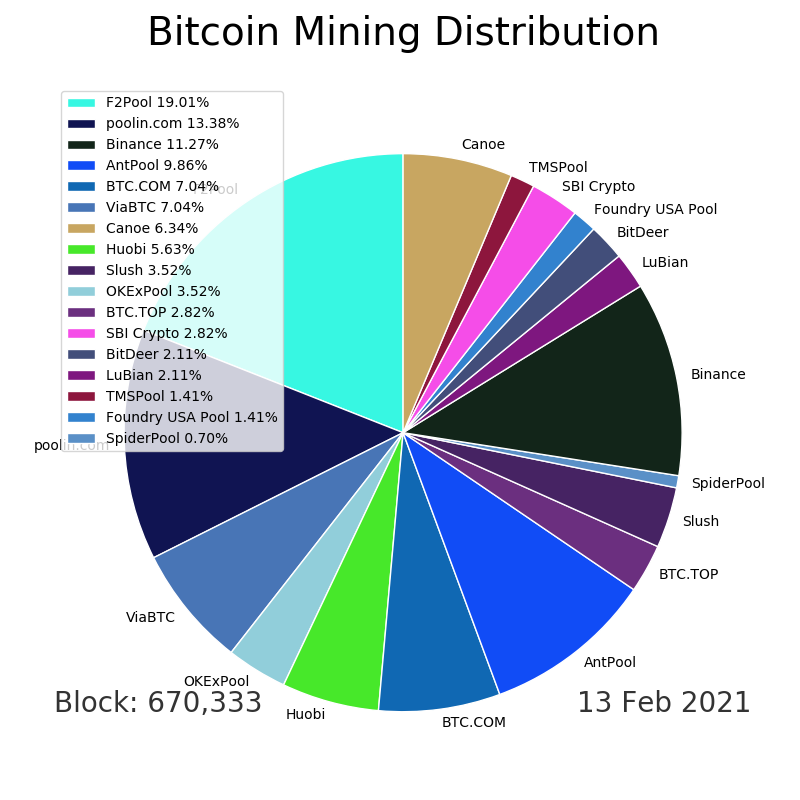 Bitcoin Mining Distribution
F2Pool 19.01%
poolin.com 13.38%
Binance 11.27%
AntPool 9.86%
BTC.COM 7.04%
ViaBTC 7.04%
Canoe 6.34%
Huobi 5.63%
Slush 3.52%
OKExPool 3.52%
BTC.TOP 2.82%
SBI Crypto 2.82%
BitDeer 2.11%
LuBian 2.11%
TMSPool 1.41%
Foundry USA Pool 1.41%
SpiderPool 0.70%
F2Pool
poolin.com
ViaBTC
OKExPool
Huobi
BTC.COM
AntPool
BTC.TOP
Slush
SpiderPool
Binance
LuBian
BitDeer
Foundry USA Pool
SBI Crypto
TMSPool
Canoe
Block: 670,333
13 Feb 2021